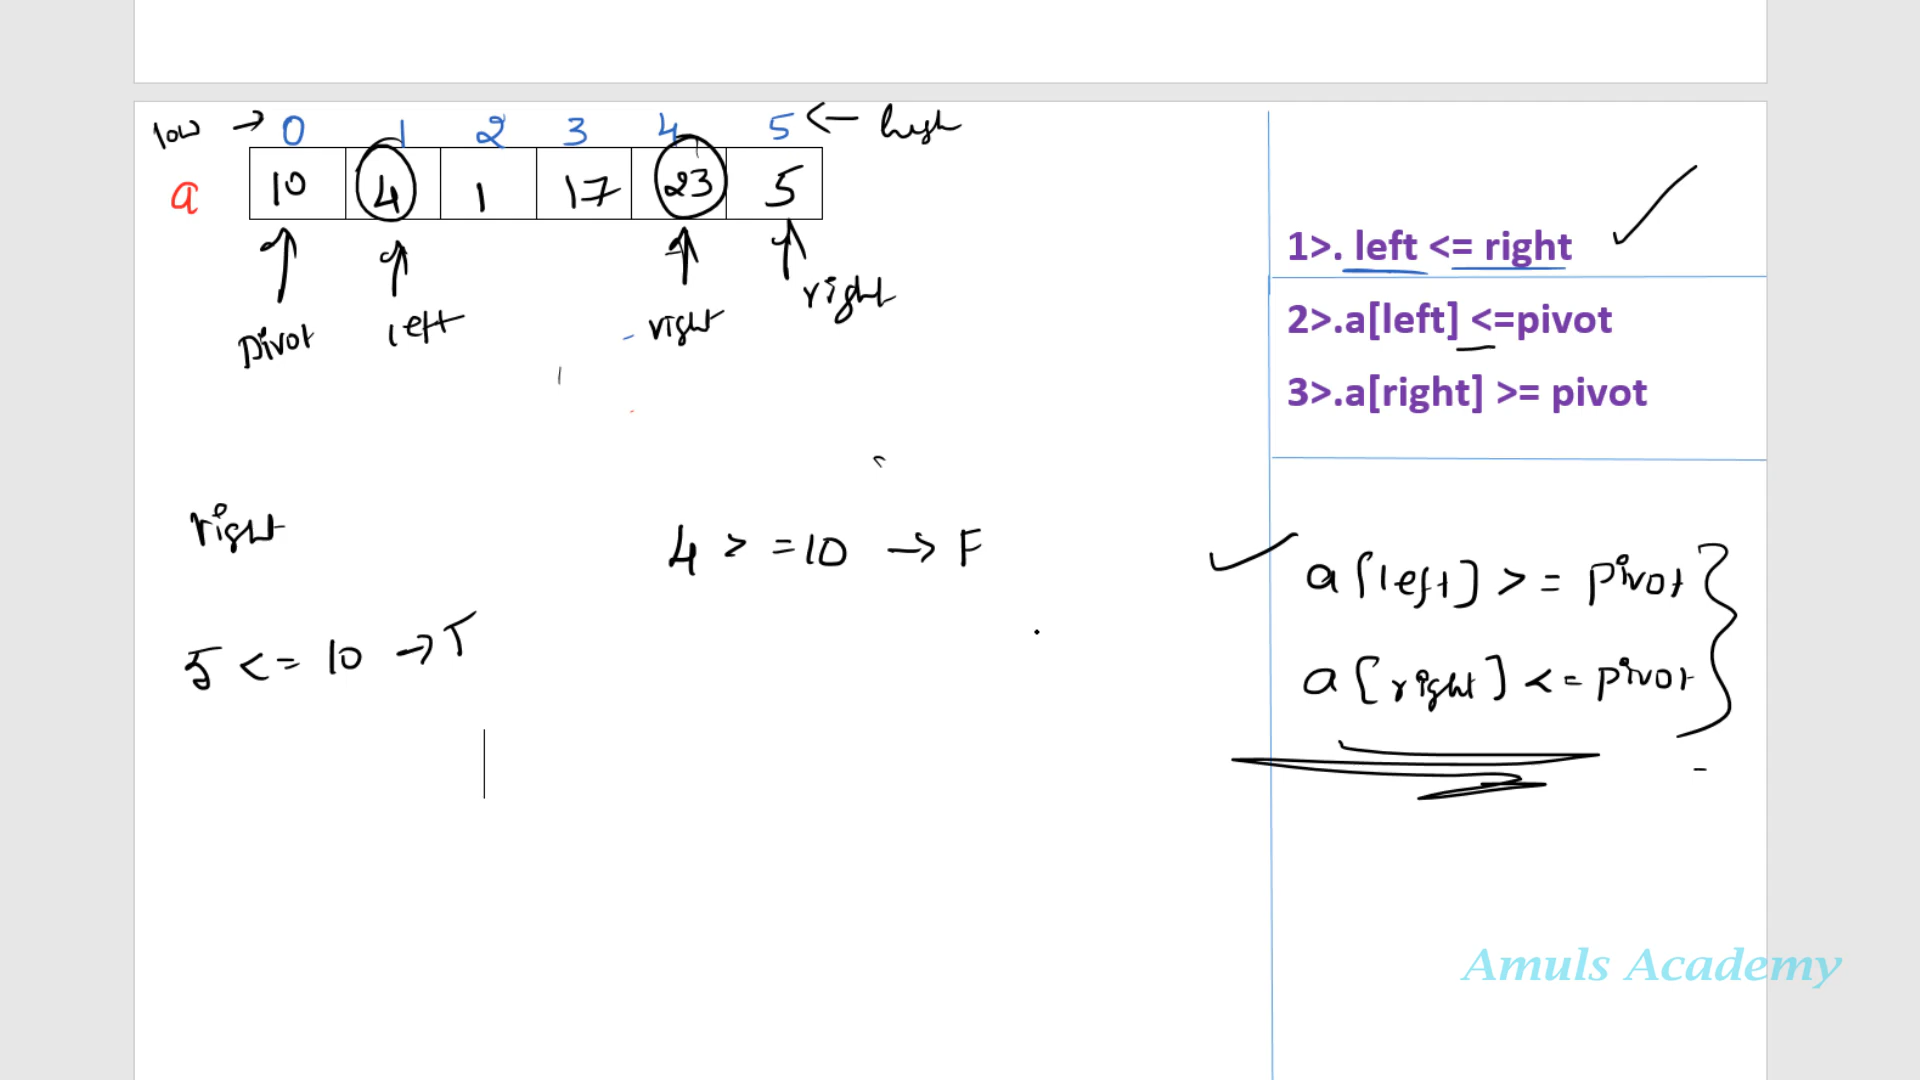 low → 0 1 2 3 4 5 ← high
a 10 4 1 17 23 5
pivot left right right
1>. left <= right
2>.a[left] <=pivot
3>.a[right] >= pivot
right
4 > = 10 → F
5 < = 10 → T
a[left] > = pivot
a[right] < = pivot
Amuls Academy